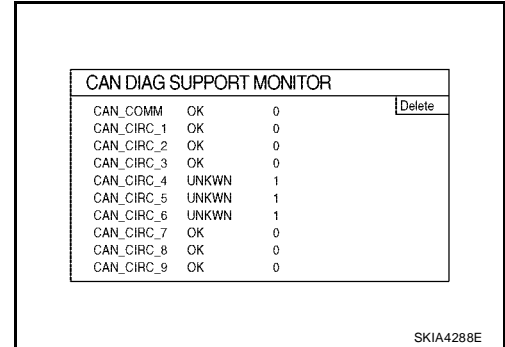 CAN DIAG SUPPORT MONITOR
Delete
CAN_COMM OK 0
CAN_CIRC_1 OK 0
CAN_CIRC_2 OK 0
CAN_CIRC_3 OK 0
CAN_CIRC_4 UNKWN 1
CAN_CIRC_5 UNKWN 1
CAN_CIRC_6 UNKWN 1
CAN_CIRC_7 OK 0
CAN_CIRC_8 OK 0
CAN_CIRC_9 OK 0
SKIA4288E